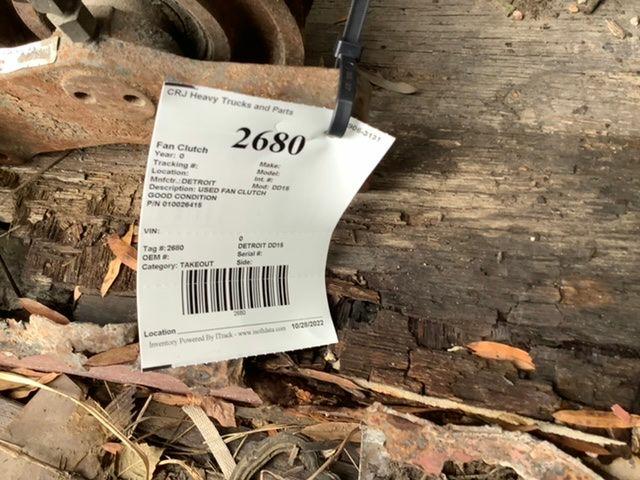 CRJ Heavy Trucks and Parts
2680
Fan Clutch
Year: 0 Make:
Tracking #: Model:
Location: Int. #:
Mnfctr.: DETROIT Mod: DD15
Description: USED FAN CLUTCH
GOOD CONDITION
P/N 010026415
VIN:
0
Tag #: 2680 DETROIT DD15
OEM #: Serial #:
Category: TAKEOUT Side:
2680
Location
10/28/2022
Inventory Powered By ITrack - www.isoftdata.com